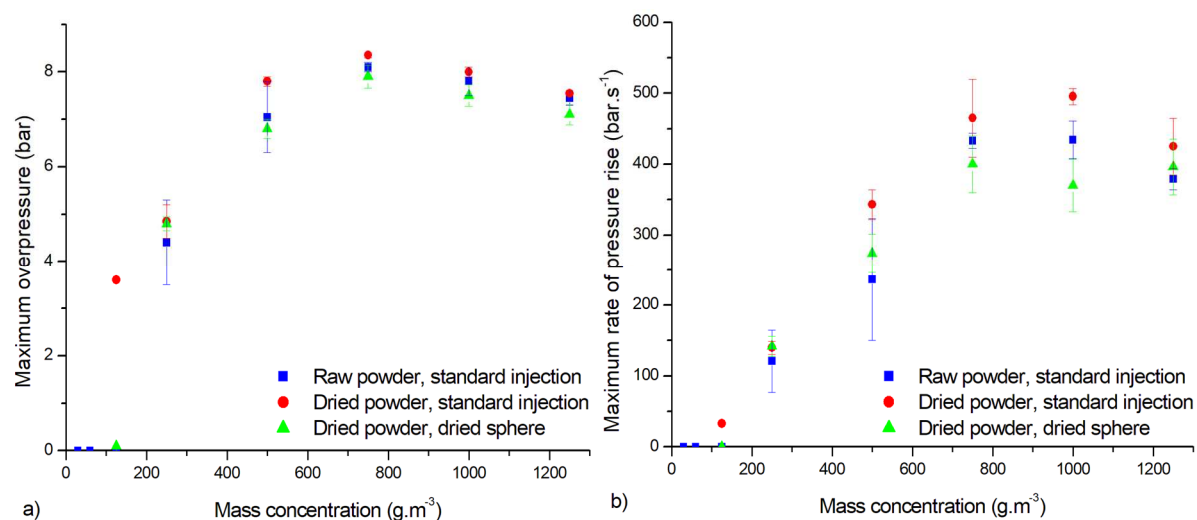 Maximum overpressure (bar)
8
6
4
2
0
0 200 400 600 800 1000 1200
Raw powder, standard injection
Dried powder, standard injection
Dried powder, dried sphere
a)
Mass concentration (g.m⁻³)
Maximum rate of pressure rise (bar.s⁻¹)
600
500
400
300
200
100
0
0 200 400 600 800 1000 1200
Raw powder, standard injection
Dried powder, standard injection
Dried powder, dried sphere
b)
Mass concentration (g.m⁻³)